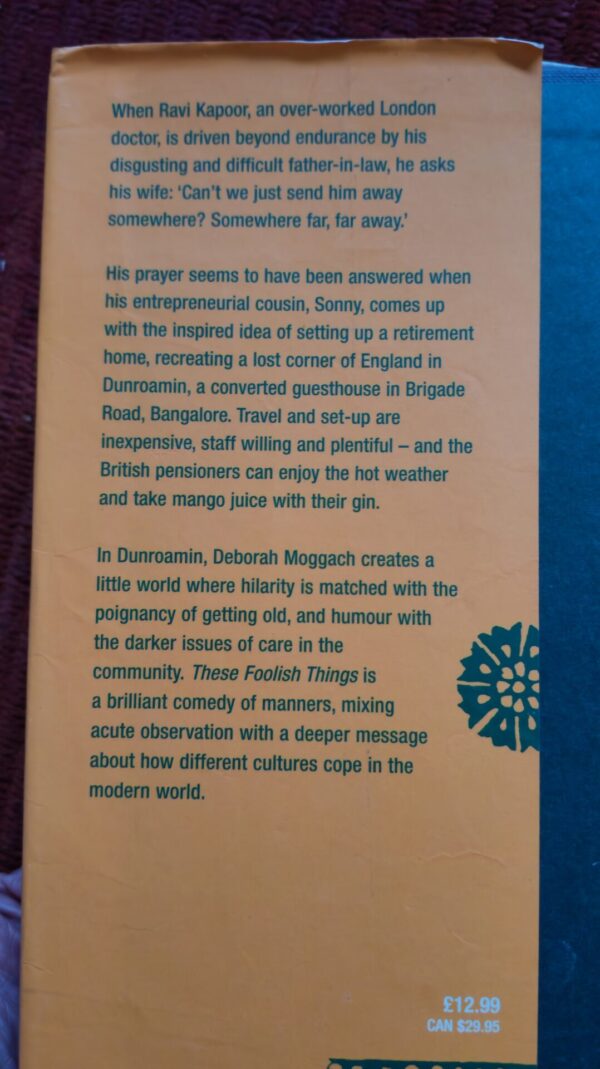 When Ravi Kapoor, an over-worked London
doctor, is driven beyond endurance by his
disgusting and difficult father-in-law, he asks
his wife: ‘Can’t we just send him away
somewhere? Somewhere far, far away.’
His prayer seems to have been answered when
his entrepreneurial cousin, Sonny, comes up
with the inspired idea of setting up a retirement
home, recreating a lost corner of England in
Dunroamin, a converted guesthouse in Brigade
Road, Bangalore. Travel and set-up are
inexpensive, staff willing and plentiful – and the
British pensioners can enjoy the hot weather
and take mango juice with their gin.
In Dunroamin, Deborah Moggach creates a
little world where hilarity is matched with the
poignancy of getting old, and humour with
the darker issues of care in the
community. These Foolish Things is
a brilliant comedy of manners, mixing
acute observation with a deeper message
about how different cultures cope in the
modern world.
£12.99
CAN $29.95